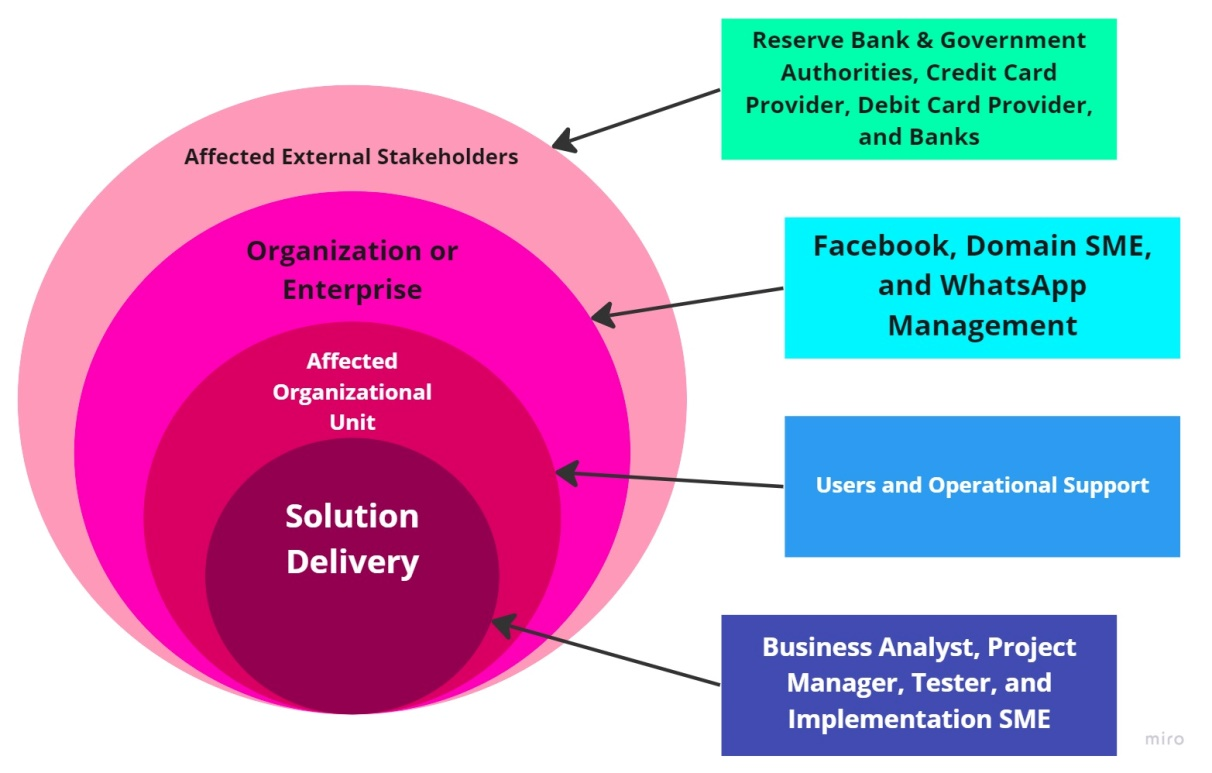 Reserve Bank & Government
Authorities, Credit Card
Provider, Debit Card Provider,
and Banks
Affected External Stakeholders
Organization or
Enterprise
Facebook, Domain SME,
and WhatsApp
Management
Affected
Organizational
Unit
Users and Operational Support
Solution
Delivery
Business Analyst, Project
Manager, Tester, and
Implementation SME
miro